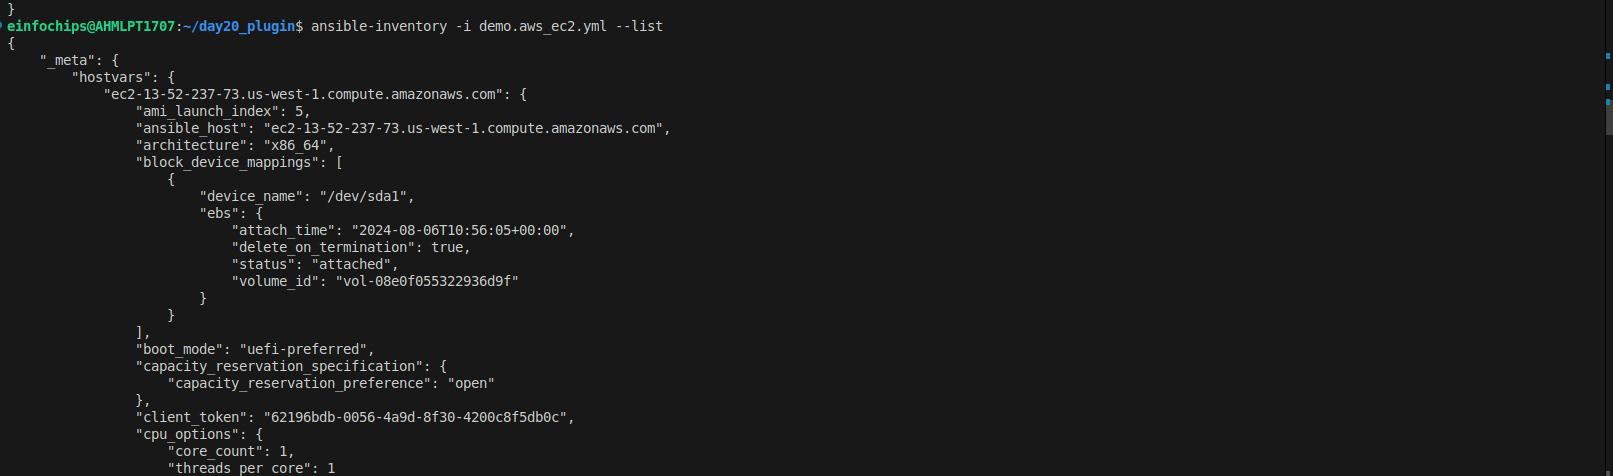 }
einfochips@AHMLPT1707:~/day20_plugin$ ansible-inventory -i demo.aws_ec2.yml --list
{
    "_meta": {
        "hostvars": {
            "ec2-13-52-237-73.us-west-1.compute.amazonaws.com": {
                "ami_launch_index": 5,
                "ansible_host": "ec2-13-52-237-73.us-west-1.compute.amazonaws.com",
                "architecture": "x86_64",
                "block_device_mappings": [
                    {
                        "device_name": "/dev/sda1",
                        "ebs": {
                            "attach_time": "2024-08-06T10:56:05+00:00",
                            "delete_on_termination": true,
                            "status": "attached",
                            "volume_id": "vol-08e0f055322936d9f"
                        }
                    }
                ],
                "boot_mode": "uefi-preferred",
                "capacity_reservation_specification": {
                    "capacity_reservation_preference": "open"
                },
                "client_token": "62196bdb-0056-4a9d-8f30-4200c8f5db0c",
                "cpu_options": {
                    "core_count": 1,
                    "threads_per_core": 1